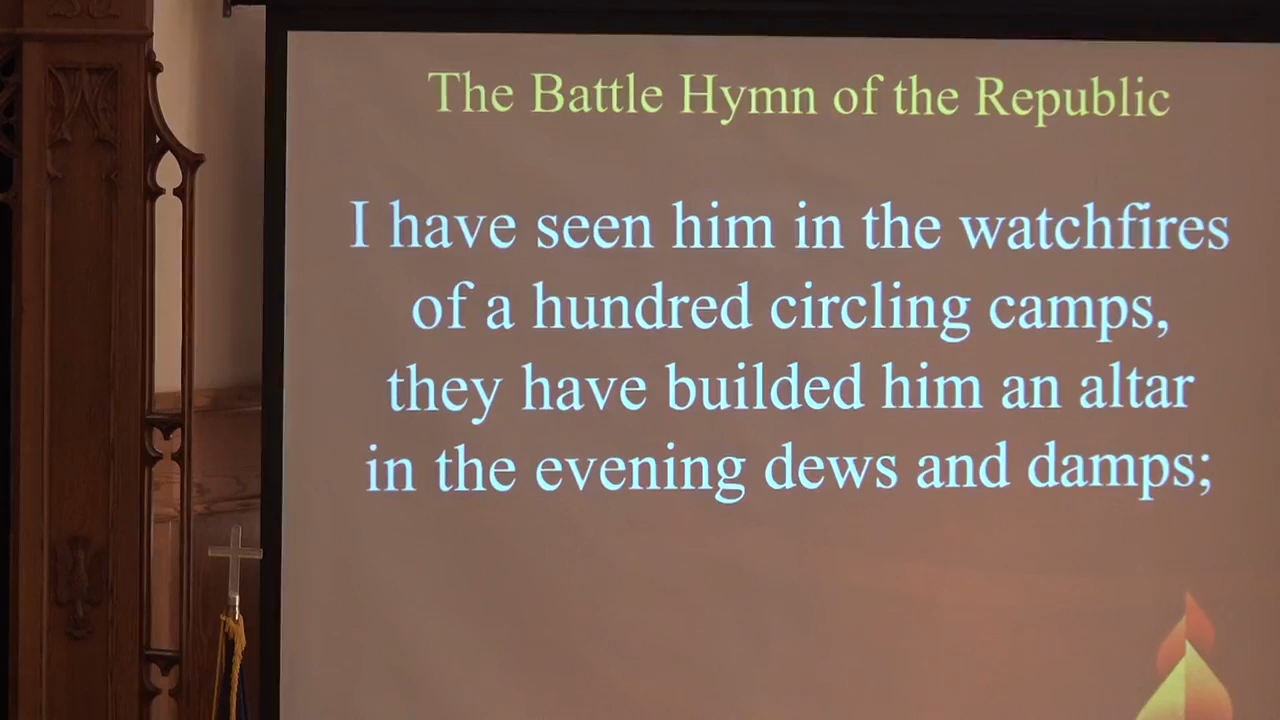 The Battle Hymn of the Republic
I have seen him in the watchfires
of a hundred circling camps,
they have builded him an altar
in the evening dews and damps;